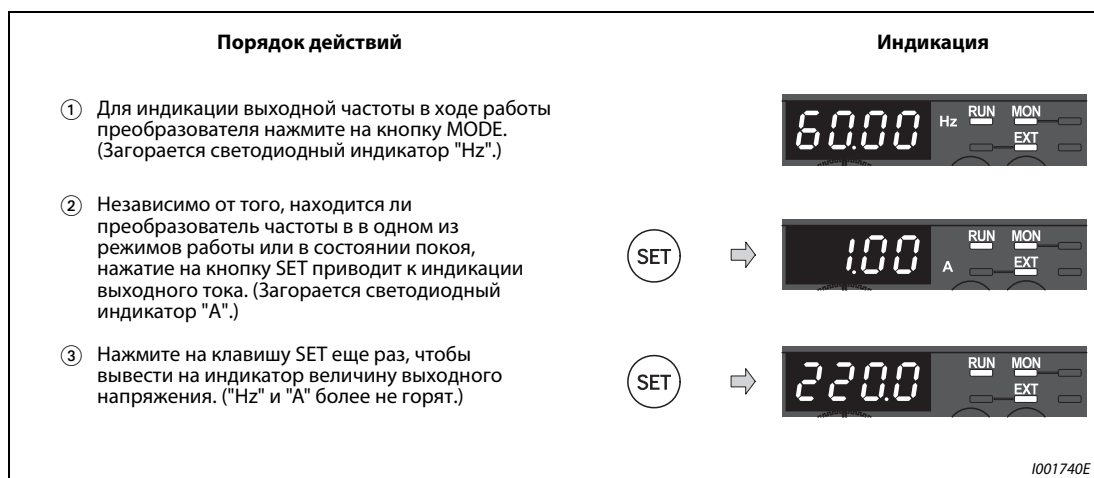 Порядок действий
Индикация
① Для индикации выходной частоты в ходе работы
преобразователя нажмите на кнопку MODE.
(Загорается светодиодный индикатор "Hz".)
60.00 Hz RUN MON
EXT
② Независимо от того, находится ли
преобразователь частоты в в одном из
режимов работы или в состоянии покоя,
нажатие на кнопку SET приводит к индикации
выходного тока. (Загорается светодиодный
индикатор "A".)
SET
1.00 A RUN MON
EXT
③ Нажмите на клавишу SET еще раз, чтобы
вывести на индикатор величину выходного
напряжения. ("Hz" и "A" более не горят.)
SET
220.0 RUN MON
EXT
I001740E